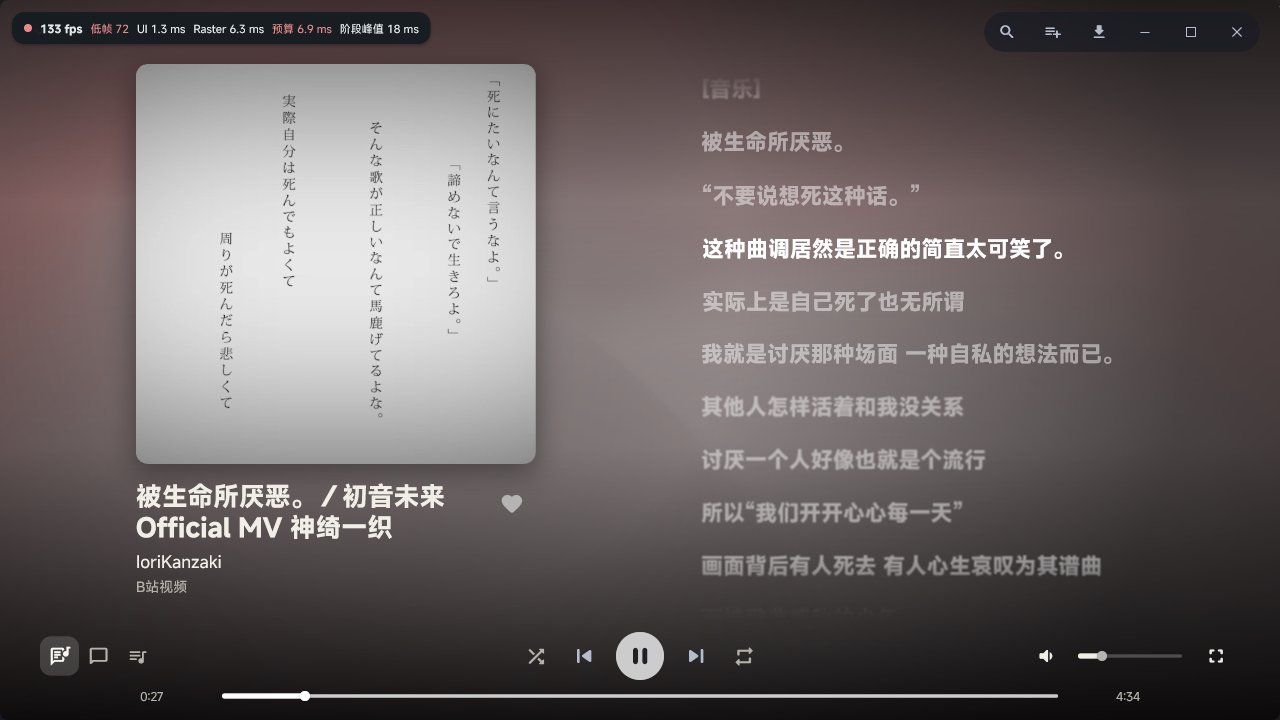 133 fps 低帧 72 UI 1.3 ms Raster 6.3 ms 预算 6.9 ms 阶段峰值 18 ms
「死にたいなんて言うなよ。」
「諦めないで生きろよ。」
そんな歌が正しいなんて馬鹿げてるよな。
実際自分は死んでもよくて
周りが死んだら悲しくて
被生命所厌恶。 / 初音未来
Official MV 神绮一织
IoriKanzaki
B站视频
[音乐]
被生命所厌恶。
“不要说想死这种话。”
这种曲调居然是正确的简直太可笑了。
实际上是自己死了也无所谓
我就是讨厌那种场面 一种自私的想法而已。
其他人怎样活着和我没关系
讨厌一个人好像也就是个流行
所以“我们开开心心每一天”
画面背后有人死去 有人心生哀叹为其谱曲
0:27
4:34